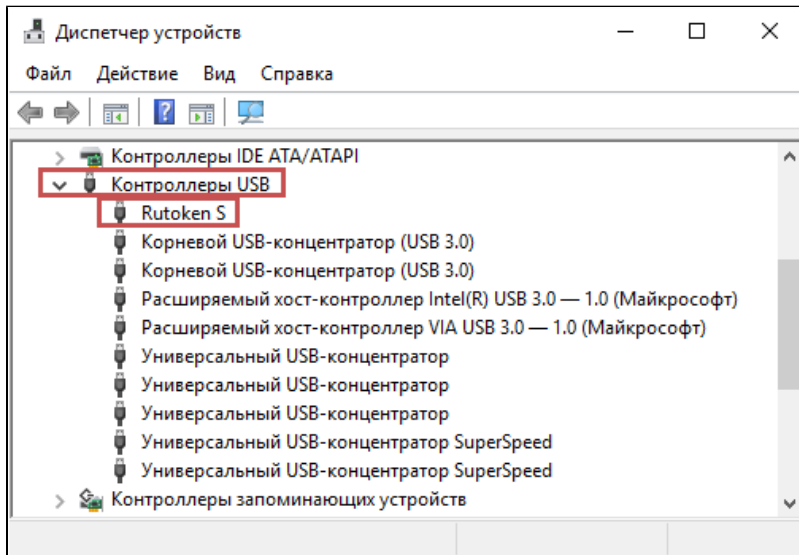 Диспетчер устройств
Файл Действие Вид Справка
Контроллеры IDE ATA/ATAPI
Контроллеры USB
Rutoken S
Корневой USB-концентратор (USB 3.0)
Корневой USB-концентратор (USB 3.0)
Расширяемый хост-контроллер Intel(R) USB 3.0 — 1.0 (Майкрософт)
Расширяемый хост-контроллер VIA USB 3.0 — 1.0 (Майкрософт)
Универсальный USB-концентратор
Универсальный USB-концентратор
Универсальный USB-концентратор
Универсальный USB-концентратор SuperSpeed
Универсальный USB-концентратор SuperSpeed
Контроллеры запоминающих устройств